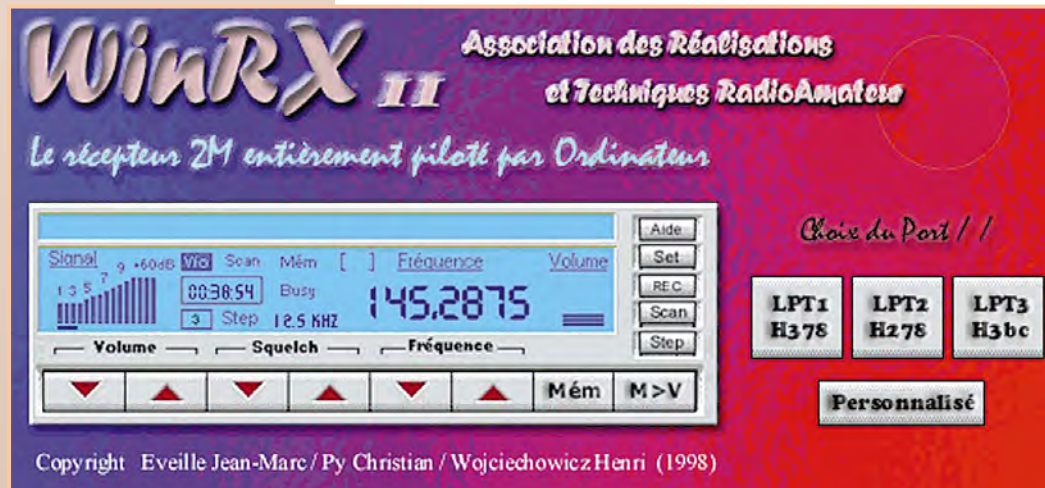 WinRX II
Association des Réalisations
et Techniques RadioAmateur
Le récepteur 2M entièrement piloté par Ordinateur
Aide
Signal 1 3 5 7 9 +60dB Vfo Scan Mém [ ] Fréquence Volume
Set
00:38:54 Busy 145,2875
REC
3 Step 12.5 KHZ
Scan
Step
Volume Squelch Fréquence
Mém M>V
Choix du Port / /
LPT1 LPT2 LPT3
H378 H278 H3bc
Personnalisé
Copyright Eveille Jean-Marc / Py Christian / Wojciechowicz Henri (1998)